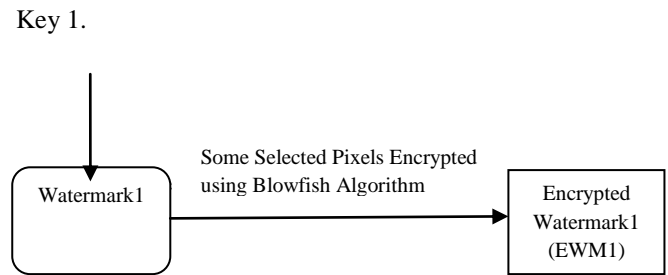 Key 1.
Some Selected Pixels Encrypted
using Blowfish Algorithm
Watermark1
Encrypted
Watermark1
(EWM1)